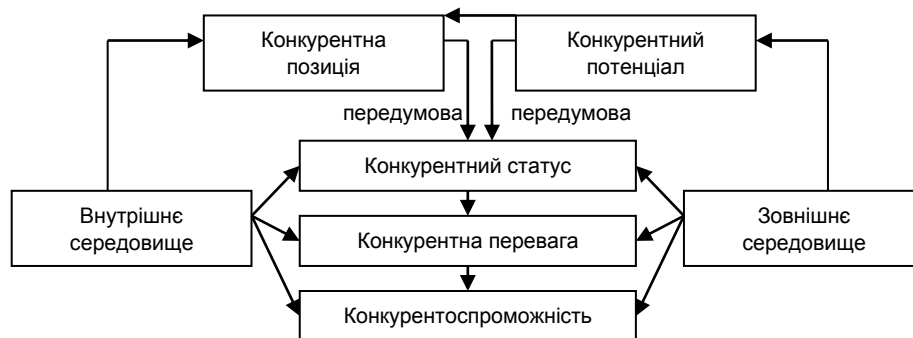 Конкурентна
позиція
Конкурентний
потенціал
передумова
передумова
Конкурентний статус
Внутрішнє
середовище
Конкурентна перевага
Зовнішнє
середовище
Конкурентоспроможність